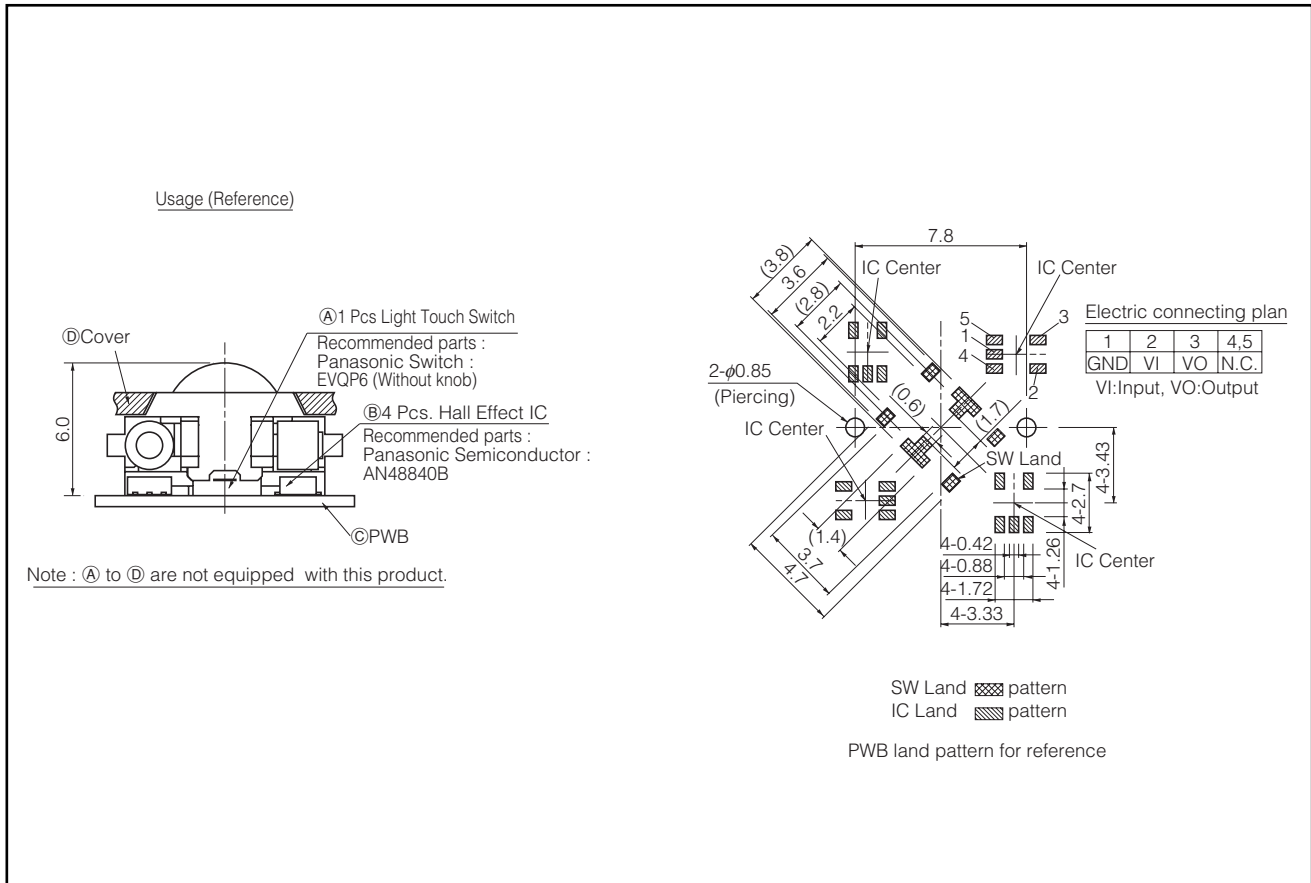 Usage (Reference)
Ⓓ Cover
Ⓐ 1 Pcs Light Touch Switch
Recommended parts :
Panasonic Switch :
EVQP6 (Without knob)
Ⓑ 4 Pcs. Hall Effect IC
Recommended parts :
Panasonic Semiconductor :
AN48840B
6.0
Ⓒ PWB
Note : Ⓐ to Ⓓ are not equipped with this product.
7.8
(3.8)
3.6
(2.8)
2.2
IC Center
IC Center
5
1
4
3
2
Electric connecting plan
1 2 3 4,5
GND VI VO N.C.
VI:Input, VO:Output
2-ϕ0.85
(Piercing)
(0.6)
(1.7)
IC Center
SW Land
4-3.43
4-2.7
4-1.26
(1.4)
3.7
4.7
4-0.42
4-0.88
4-1.72
4-3.33
IC Center
SW Land pattern
IC Land pattern
PWB land pattern for reference